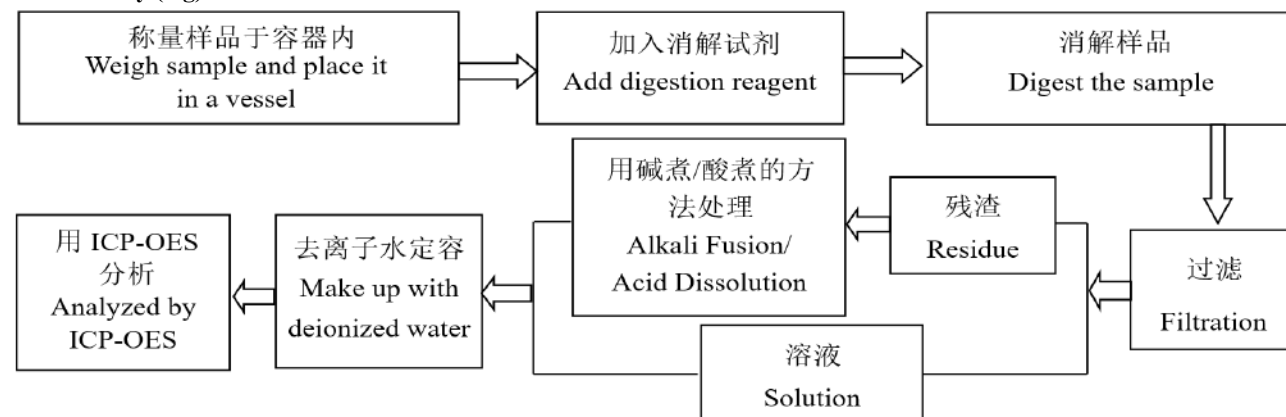 称量样品于容器内
Weigh sample and place it
in a vessel
加入消解试剂
Add digestion reagent
消解样品
Digest the sample
过滤
Filtration
残渣
Residue
用碱煮/酸煮的方
法处理
Alkali Fusion/
Acid Dissolution
溶液
Solution
去离子水定容
Make up with
deionized water
用 ICP-OES
分析
Analyzed by
ICP-OES